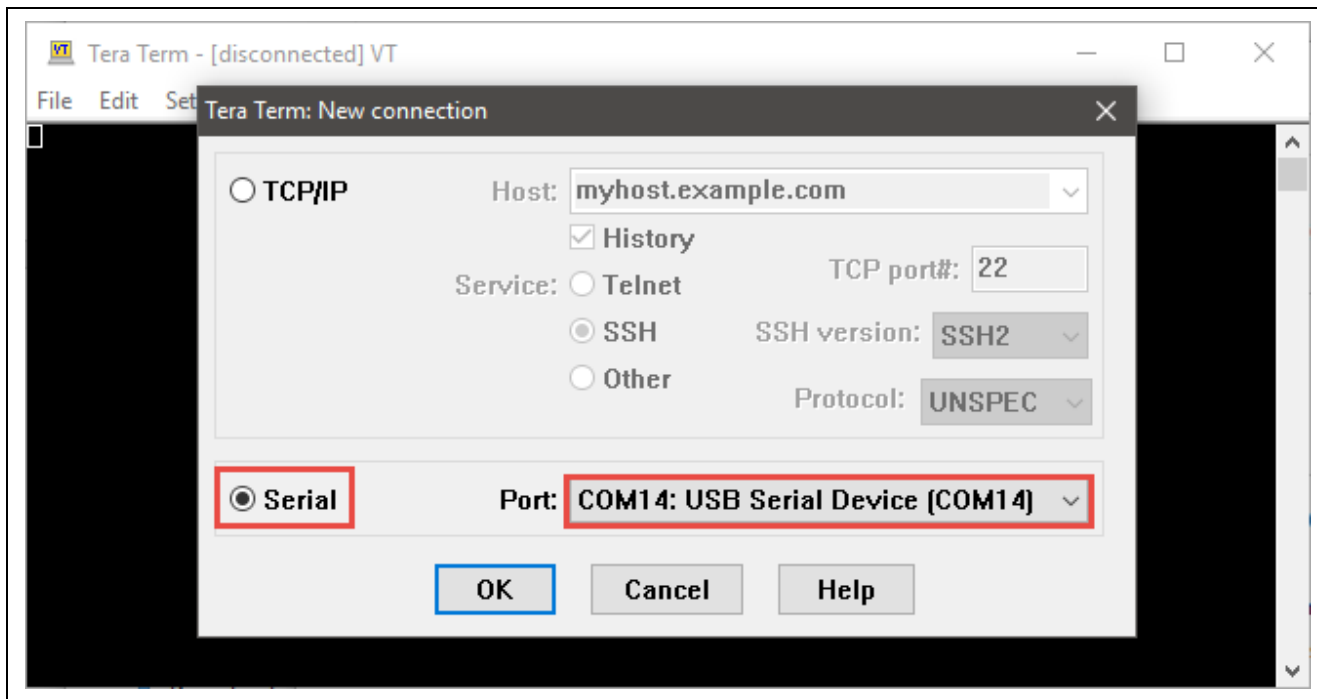 VT Tera Term - [disconnected] VT
File Edit Set
Tera Term: New connection
TCP/IP Host: myhost.example.com
History
Service: Telnet TCP port#: 22
SSH SSH version: SSH2
Other Protocol: UNSPEC
Serial Port: COM14: USB Serial Device (COM14)
OK Cancel Help